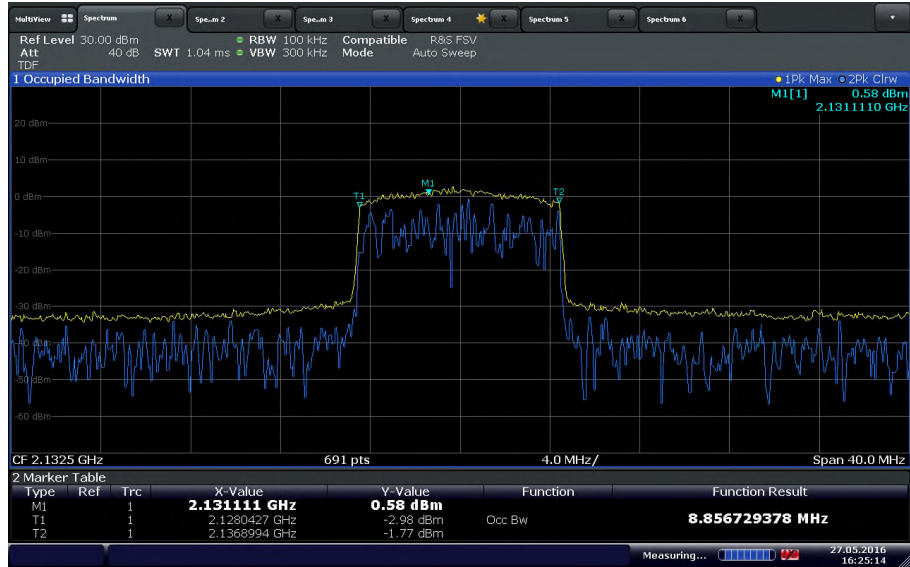 MultiView Spectrum X Spe...m 2 X Spe...m 3 X Spectrum 4 X Spectrum 5 X Spectrum 6 X
Ref Level 30.00 dBm RBW 100 kHz Compatible R&S FSV
Att 40 dB SWT 1.04 ms VBW 300 kHz Mode Auto Sweep
TDF
1 Occupied Bandwidth 1Pk Max 2Pk Clrw
M1[1] 0.58 dBm
2.1311110 GHz
20 dBm
10 dBm
M1
T1 T2
0 dBm
-10 dBm
-20 dBm
-30 dBm
-40 dBm
-50 dBm
-60 dBm
CF 2.1325 GHz 691 pts 4.0 MHz/ Span 40.0 MHz
2 Marker Table
Type Ref Trc X-Value Y-Value Function Function Result
M1 1 2.131111 GHz 0.58 dBm
T1 1 2.1280427 GHz -2.98 dBm Occ Bw 8.856729378 MHz
T2 1 2.1368994 GHz -1.77 dBm
Measuring... 27.05.2016
16:25:14